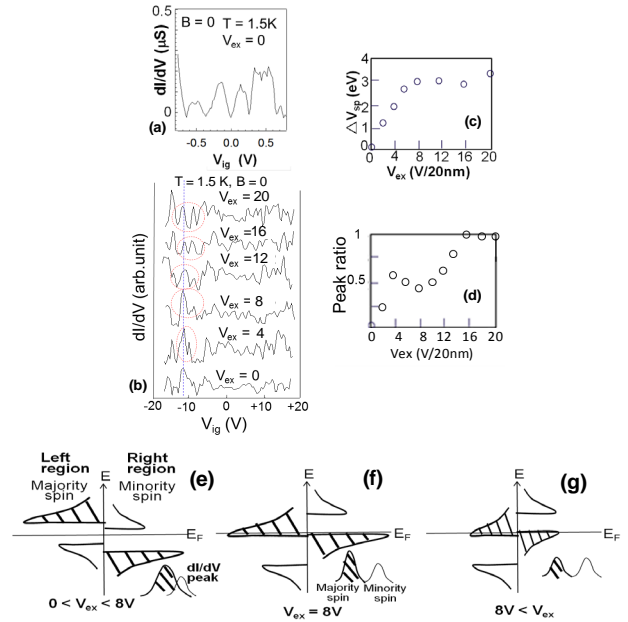 B = 0 T = 1.5K
V_ex = 0
dI/dV (µS)
0.2
0
-0.5 0.0 0.5
V_ig (V)
(a)
T = 1.5 K, B = 0
V_ex = 20
V_ex =16
V_ex =12
V_ex = 8
V_ex = 4
V_ex = 0
dI/dV (arb.unit)
(b)
-20 -10 0 +10 +20
V_ig (V)
4
3
2
1
0
△V_sp (eV)
(c)
0 4 8 12 16 20
V_ex (V/20nm)
1
0.5
Peak ratio
(d)
0 4 8 12 16 20
Vex (V/20nm)
Left region
Right region
Majority spin
Minority spin
E
(e)
E_F
dI/dV peak
0 < V_ex < 8V
E
(f)
E_F
Majority spin
Minority spin
V_ex = 8V
E
(g)
E_F
8V < V_ex